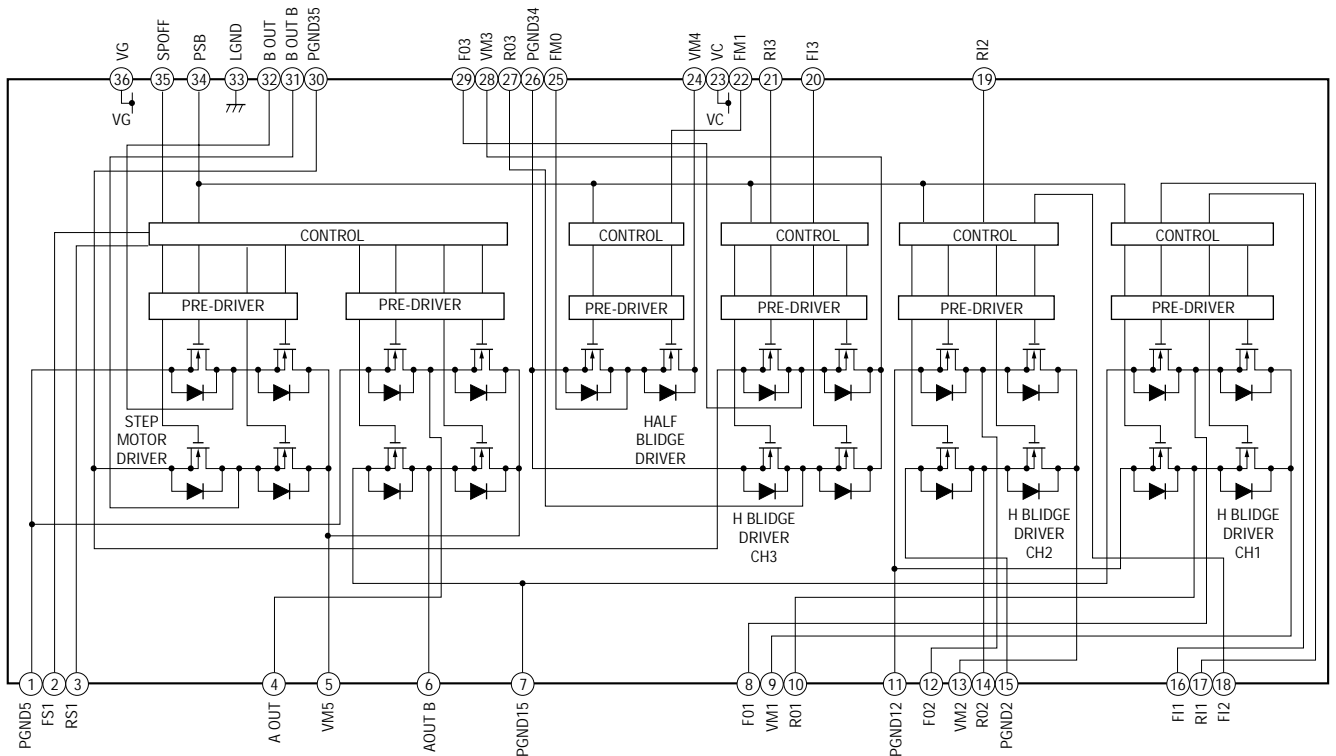 VG
SPOFF
PSB
LGND
B OUT
B OUT B
PGND35
F03
VM3
R03
PGND34
FM0
VM4
VC
FM1
RI3
FI3
RI2
36
35
34
33
32
31
30
29
28
27
26
25
24
23
22
21
20
19
VG
VC
CONTROL
CONTROL
CONTROL
CONTROL
CONTROL
PRE-DRIVER
PRE-DRIVER
PRE-DRIVER
PRE-DRIVER
PRE-DRIVER
PRE-DRIVER
STEP
MOTOR
DRIVER
HALF
BLIDGE
DRIVER
H BLIDGE
DRIVER
CH3
H BLIDGE
DRIVER
CH2
H BLIDGE
DRIVER
CH1
1
2
3
4
5
6
7
8
9
10
11
12
13
14
15
16
17
18
PGND5
FS1
RS1
A OUT
VM5
AOUT B
PGND15
F01
VM1
R01
PGND12
F02
VM2
R02
PGND2
FI1
RI1
FI2